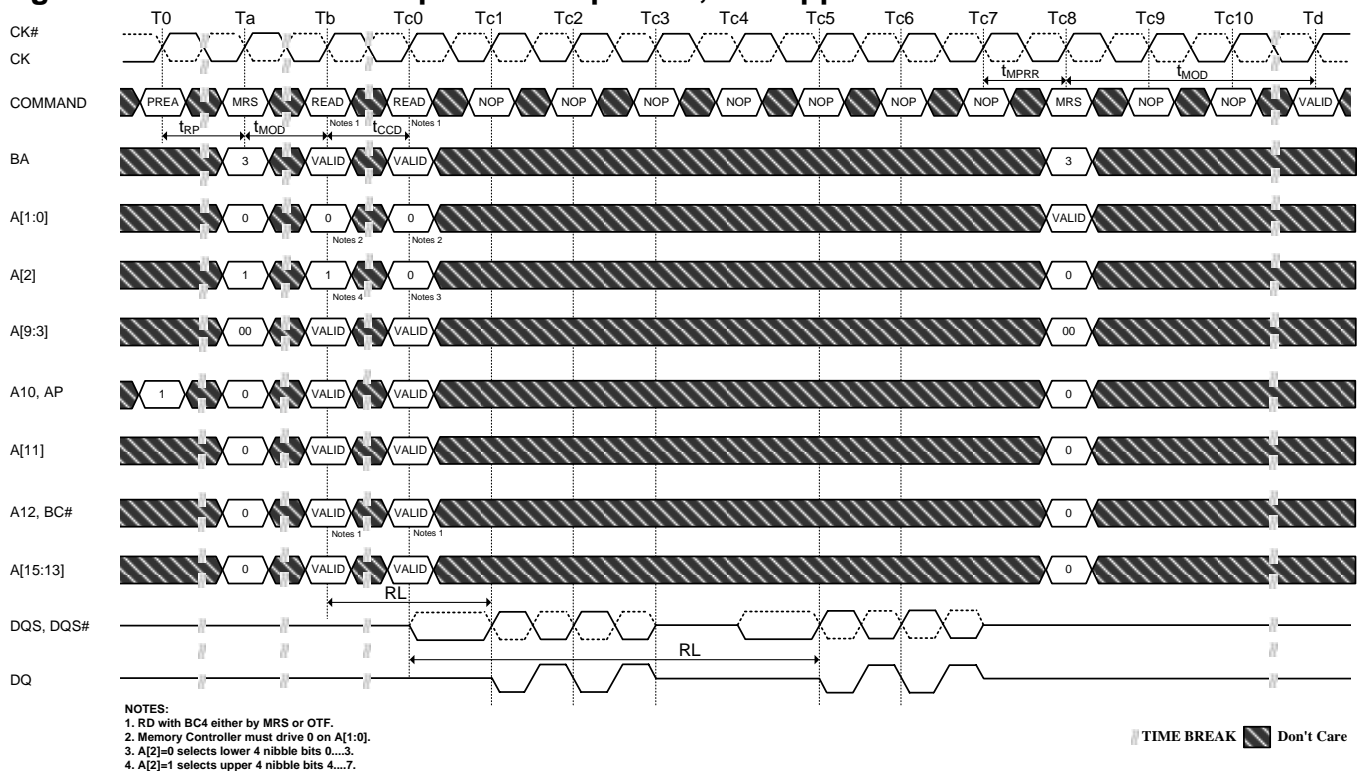 T0 Ta Tb Tc0 Tc1 Tc2 Tc3 Tc4 Tc5 Tc6 Tc7 Tc8 Tc9 Tc10 Td
CK#
CK
tMPRR tMOD
COMMAND PREA MRS READ READ NOP NOP NOP NOP NOP NOP NOP MRS NOP NOP VALID
Notes 1 Notes 1
tRP tMOD tCCD
BA 3 VALID VALID 3
A[1:0] 0 0 0 VALID
Notes 2 Notes 2
A[2] 1 1 0 0
Notes 4 Notes 3
A[9:3] 00 VALID VALID 00
A10, AP 1 0 VALID VALID 0
A[11] 0 VALID VALID 0
A12, BC# 0 VALID VALID 0
Notes 1 Notes 1
A[15:13] 0 VALID VALID 0
RL
DQS, DQS#
RL
DQ
NOTES:
1. RD with BC4 either by MRS or OTF.
2. Memory Controller must drive 0 on A[1:0].
3. A[2]=0 selects lower 4 nibble bits 0....3.
4. A[2]=1 selects upper 4 nibble bits 4....7.
TIME BREAK Don't Care